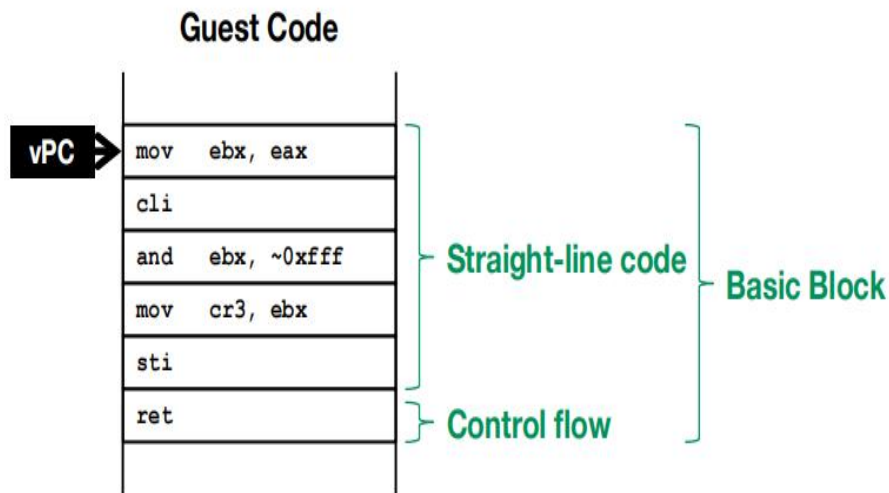 Guest Code
vPC
mov ebx, eax
cli
and ebx, ~0xfff
mov cr3, ebx
sti
ret
Straight-line code
Control flow
Basic Block